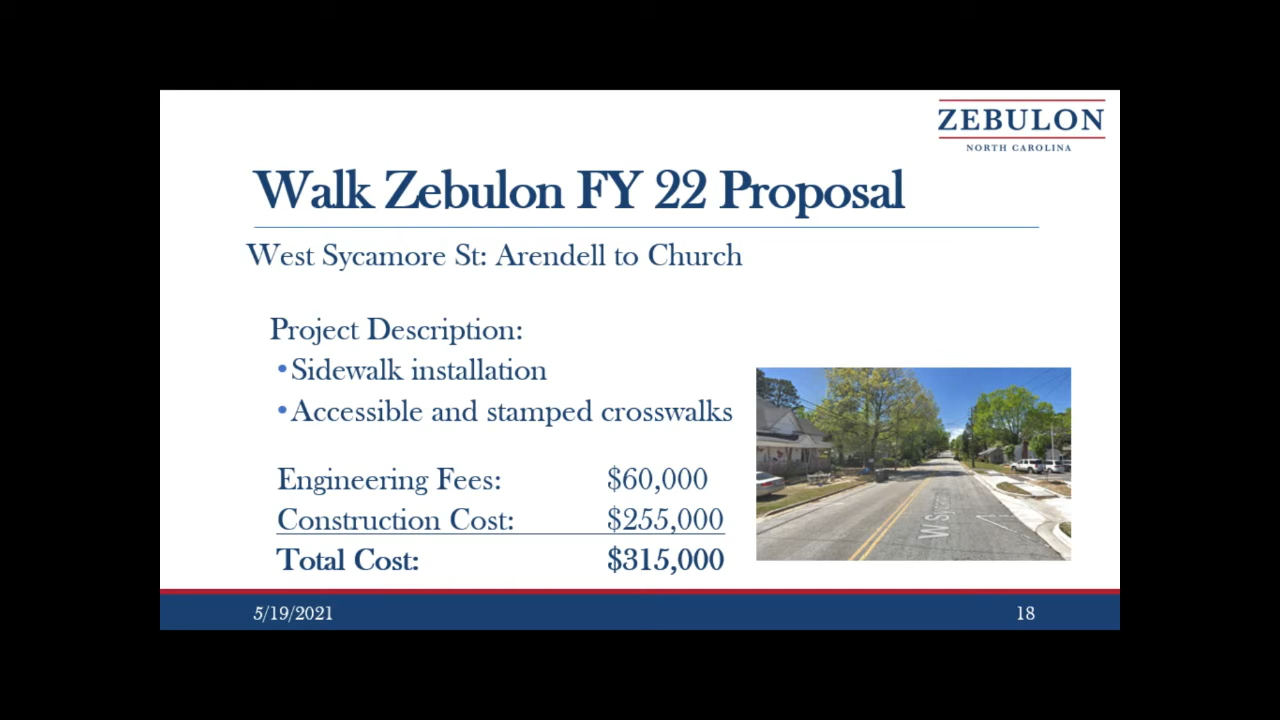 ZEBULON
NORTH CAROLINA
Walk Zebulon FY 22 Proposal
West Sycamore St: Arendell to Church
Project Description:
•Sidewalk installation
•Accessible and stamped crosswalks
Engineering Fees: $60,000
Construction Cost: $255,000
Total Cost: $315,000
W Sy
5/19/2021 18